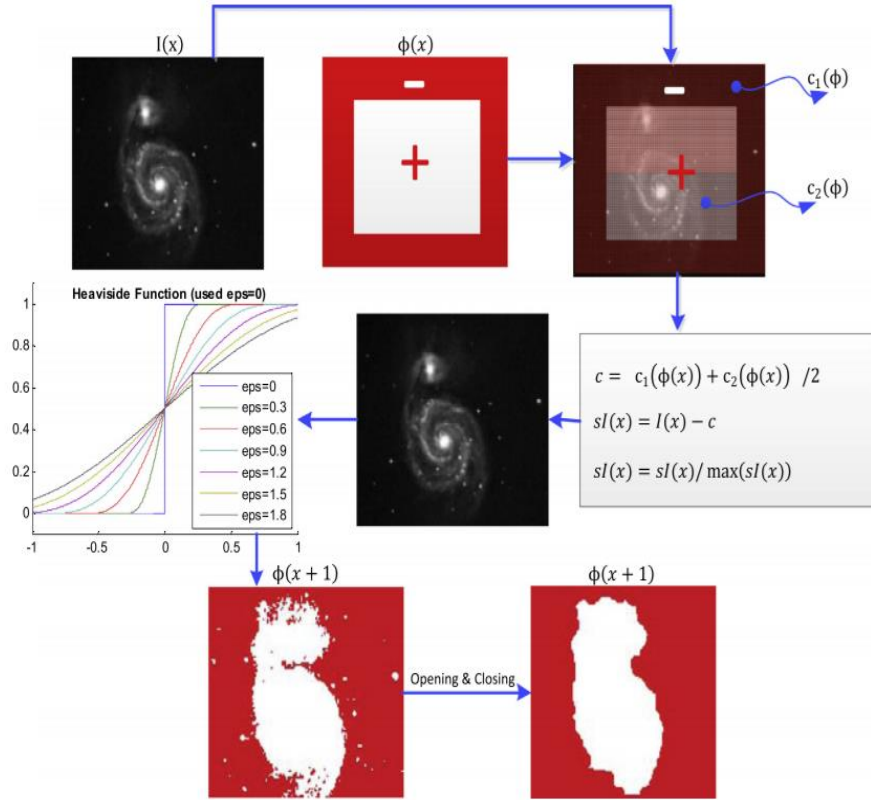 I(x)
ϕ(x)
−
+
−
+
c₁(ϕ)
c₂(ϕ)
Heaviside Function (used eps=0)
1
0.8
0.6
0.4
0.2
0
-1
-0.5
0
0.5
1
eps=0
eps=0.3
eps=0.6
eps=0.9
eps=1.2
eps=1.5
eps=1.8
c = c₁(ϕ(x)) + c₂(ϕ(x)) /2
sI(x) = I(x) − c
sI(x) = sI(x)/ max(sI(x))
ϕ(x + 1)
ϕ(x + 1)
Opening & Closing